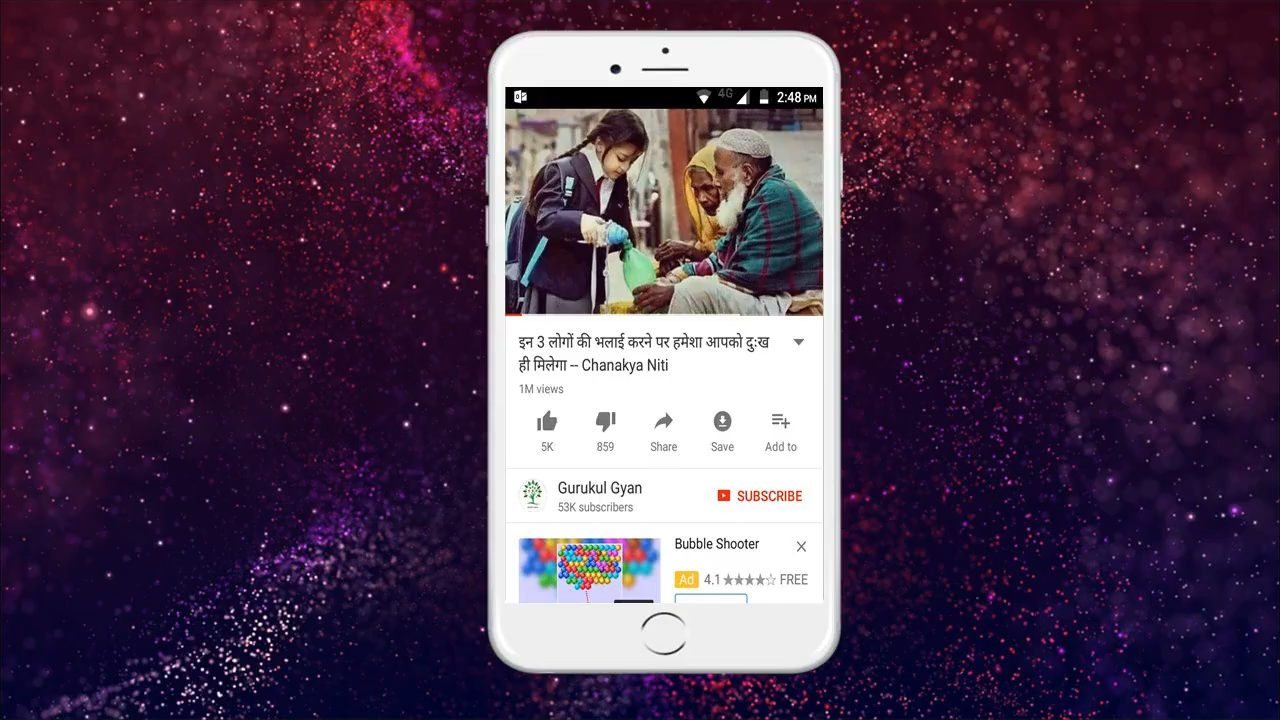 4G 2:48 PM
इन 3 लोगों की भलाई करने पर हमेशा आपको दुःख
ही मिलेगा -- Chanakya Niti
1M views
5K 859 Share Save Add to
Gurukul Gyan
53K subscribers
SUBSCRIBE
Bubble Shooter
Ad 4.1 FREE